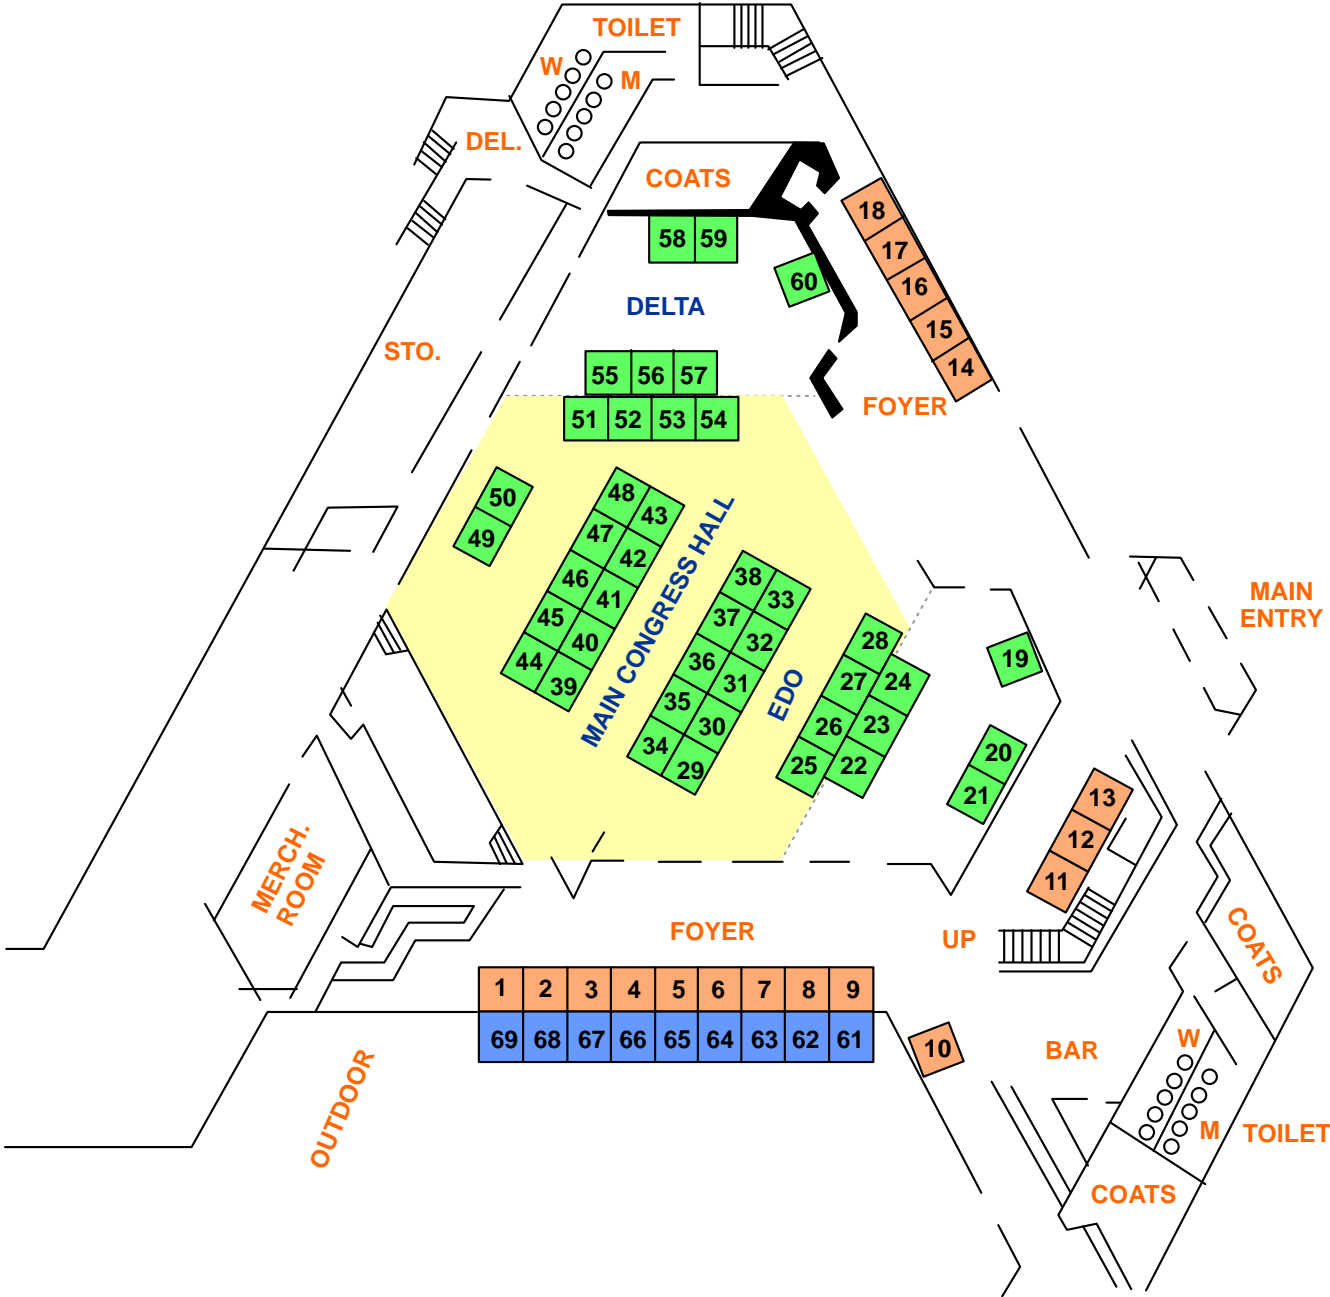 TOILET
W
M
DEL.
COATS
18
58 59
17
60
16
DELTA
15
STO.
14
55 56 57
FOYER
51 52 53 54
50
49
48 43
47 42
46 41
45 40
44 39
MAIN CONGRESS HALL
38 33
37 32
36 31
35 30
34 29
EDO
28
27 24
26 23
25 22
19
20
21
MAIN
ENTRY
13
12
11
MERCH.
ROOM
FOYER
UP
COATS
1 2 3 4 5 6 7 8 9
69 68 67 66 65 64 63 62 61
10
BAR
W
M
TOILET
OUTDOOR
COATS